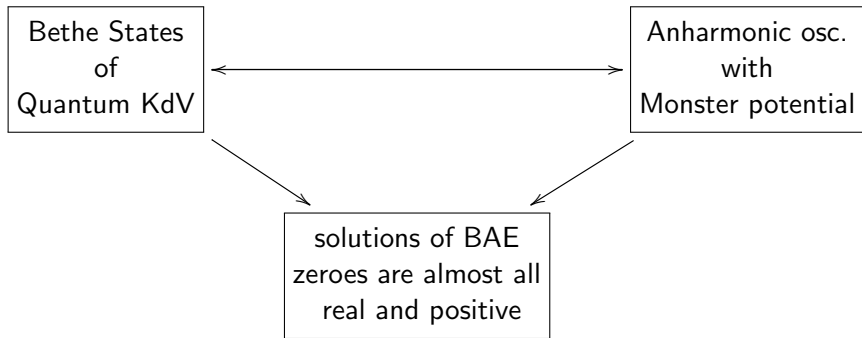 Bethe States
of
Quantum KdV
Anharmonic osc.
with
Monster potential
solutions of BAE
zeroes are almost all
real and positive